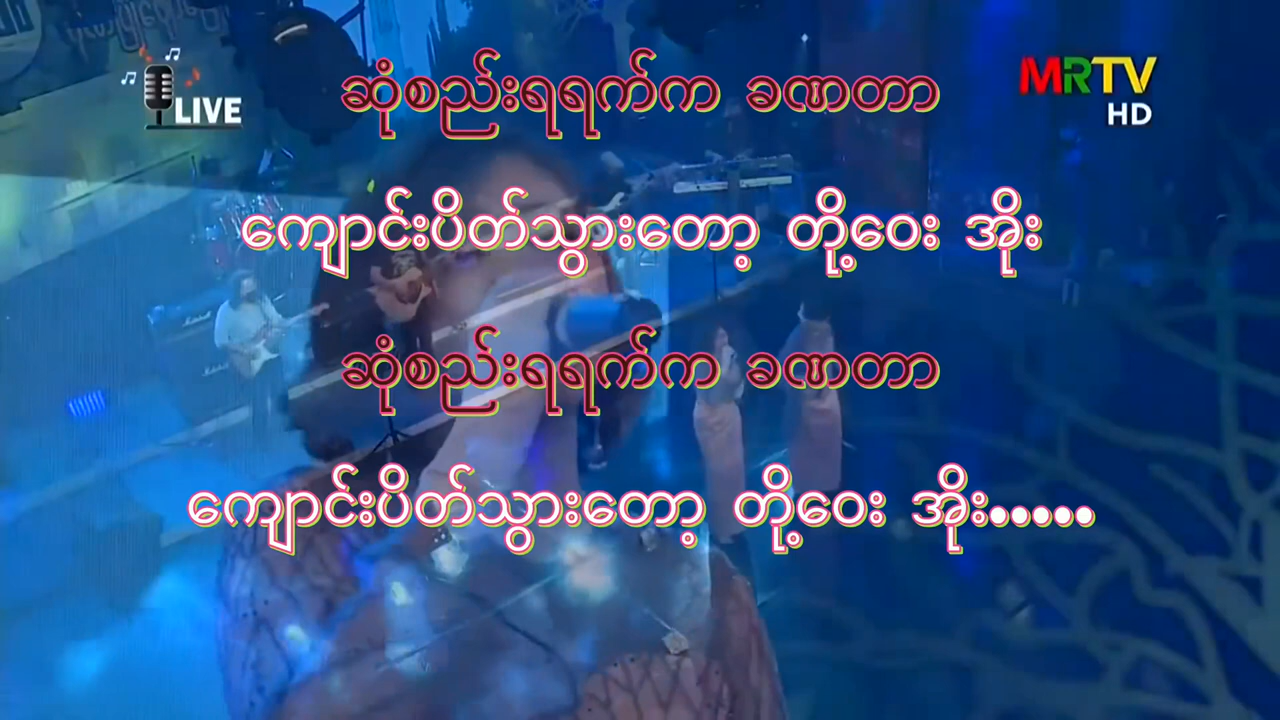 LIVE
MRTV
HD
ဆုံစည်းရရက်က ခဏတာ
ကျောင်းပိတ်သွားတော့ တို့ဝေး အိုး
ဆုံစည်းရရက်က ခဏတာ
ကျောင်းပိတ်သွားတော့ တို့ဝေး အိုး.....